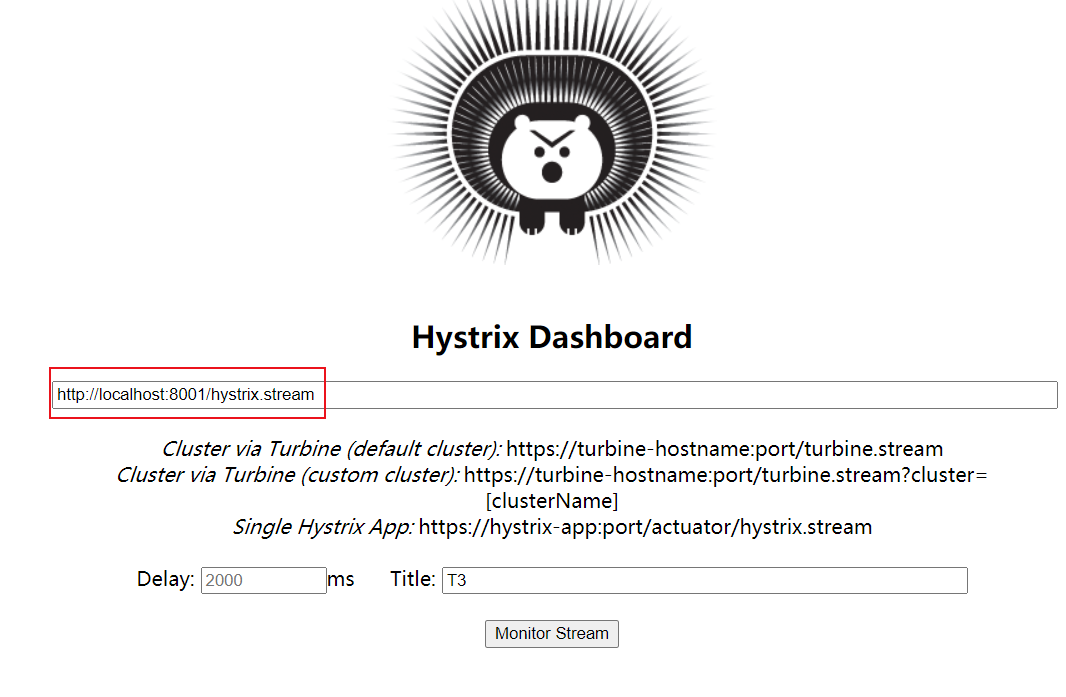 Hystrix Dashboard
http://localhost:8001/hystrix.stream
Cluster via Turbine (default cluster): https://turbine-hostname:port/turbine.stream
Cluster via Turbine (custom cluster): https://turbine-hostname:port/turbine.stream?cluster=
[clusterName]
Single Hystrix App: https://hystrix-app:port/actuator/hystrix.stream
Delay: 2000 ms Title: T3
Monitor Stream